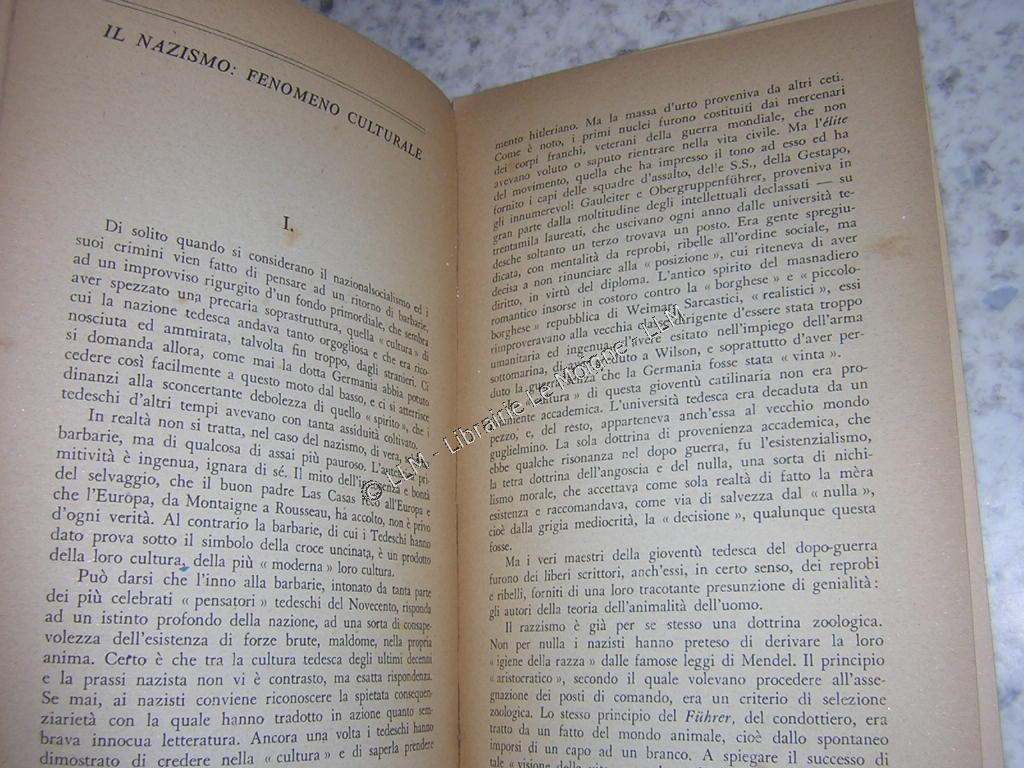 IL NAZISMO: FENOMENO CULTURALE
I.
Di solito quando si considerano il nazionalsocialismo ed i
suoi crimini vien fatto di pensare ad un ritorno di barbarie,
ad un improvviso rigurgito d'un fondo primordiale, che sembra
aver spezzato una precaria soprastruttura, quella « cultura » di
cui la nazione tedesca andava tanto orgogliosa e che era rico-
nosciuta ed ammirata, talvolta fin troppo, dagli stranieri. Ci
si domanda allora, come mai la dotta Germania abbia potuto
cedere così facilmente a questo moto dal basso, e ci si atterrisce
dinanzi alla sconcertante debolezza di quello « spirito », che i
tedeschi d'altri tempi avevano con tanta assiduità coltivato.
In realtà non si tratta, nel caso del nazismo, di vera,
barbarie, ma di qualcosa di assai più pauroso. pri-
mitività è ingenua, ignara di sé. Il mito dell'innocenza e bontà
del selvaggio, che il buon padre Las Casas recò all'Europa e
che l'Europa, da Montaigne a Rousseau, ha accolto, non è privo
d'ogni verità. Al contrario la barbarie, di cui i Tedeschi hanno
dato prova sotto il simbolo della croce uncinata, è un prodotto
della loro cultura, della più « moderna » loro cultura.
Può darsi che l'inno alla barbarie, intonato da tanta parte
dei più celebrati « pensatori » tedeschi del Novecento, risponda
ad un istinto profondo della nazione, ad una sorta di consape-
volezza dell'esistenza di forze brute, maldome, nella propria
anima. Certo è che tra la cultura tedesca degli ultimi decenni
e la prassi nazista non vi è contrasto, ma esatta rispondenza.
Se mai, ai nazisti conviene riconoscere la spietata consequen-
ziarietà con la quale hanno tradotto in azione quanto sem-
brava innocua letteratura. Ancora una volta i tedeschi hanno
dimostrato di credere nella « cultura » e di saperla prendere
mento hitleriano. Ma la massa d'urto proveniva da altri ceti.
Come è noto, i primi nuclei furono costituiti dai mercenari
dei corpi franchi, veterani della guerra mondiale, che non
avevano voluto o saputo rientrare nella vita civile. Ma l'élite
del movimento, quella che ha impresso il tono ad esso ed ha
fornito i capi delle squadre d'assalto, delle S.S., della Gestapo,
gli innumerevoli Gauleiter e Obergruppenführer, proveniva in
gran parte dalla moltitudine degli intellettuali declassati — su
trentamila laureati, che uscivano ogni anno dalle università te-
desche soltanto un terzo trovava un posto. Era gente spregiu-
dicata, con mentalità da reprobi, ribelle all'ordine sociale, ma
decisa a non rinunciare alla « posizione », cui riteneva di aver
diritto, in virtù del diploma. L'antico spirito del masnadiero
romantico insorse in costoro contro la « borghese » e « piccolo-
borghese » repubblica di Weimar. Sarcastici, « realistici », essi
rimproveravano alla vecchia classe dirigente d'essere stata troppo
umanitaria ed ingenua, d'avere esitato nell'impiego dell'arma
sottomarina, di aver creduto a Wilson, e soprattutto d'aver per-
duto la guerra, senza che la Germania fosse stata « vinta ».
La « cultura » di questa gioventù catilinaria non era pro-
priamente accademica. L'università tedesca era decaduta da un
pezzo, e, del resto, apparteneva anch'essa al vecchio mondo
guglielmino. La sola dottrina di provenienza accademica, che
ebbe qualche risonanza nel dopo guerra, fu l'esistenzialismo,
la tetra dottrina dell'angoscia e del nulla, una sorta di nichi-
lismo morale, che accettava come sola realtà di fatto la mèra
esistenza e raccomandava, come via di salvezza dal « nulla »,
cioè dalla grigia mediocrità, la « decisione », qualunque questa
fosse.
Ma i veri maestri della gioventù tedesca del dopo-guerra
furono dei liberi scrittori, anch'essi, in certo senso, dei reprobi
e ribelli, forniti di una loro tracotante presunzione di genialità:
gli autori della teoria dell'animalità dell'uomo.
Il razzismo è già per se stesso una dottrina zoologica.
Non per nulla i nazisti hanno preteso di derivare la loro
« igiene della razza » dalle famose leggi di Mendel. Il principio
« aristocratico », secondo il quale volevano procedere all'asse-
gnazione dei posti di comando, era un criterio di selezione
zoologica. Lo stesso principio del Führer, del condottiero, era
tratto da un fatto del mondo animale, cioè dallo spontaneo
imporsi di un capo ad un branco. A spiegare il successo di
tale « visione della vita
© LLM - Librairie Le Moigne - LLM